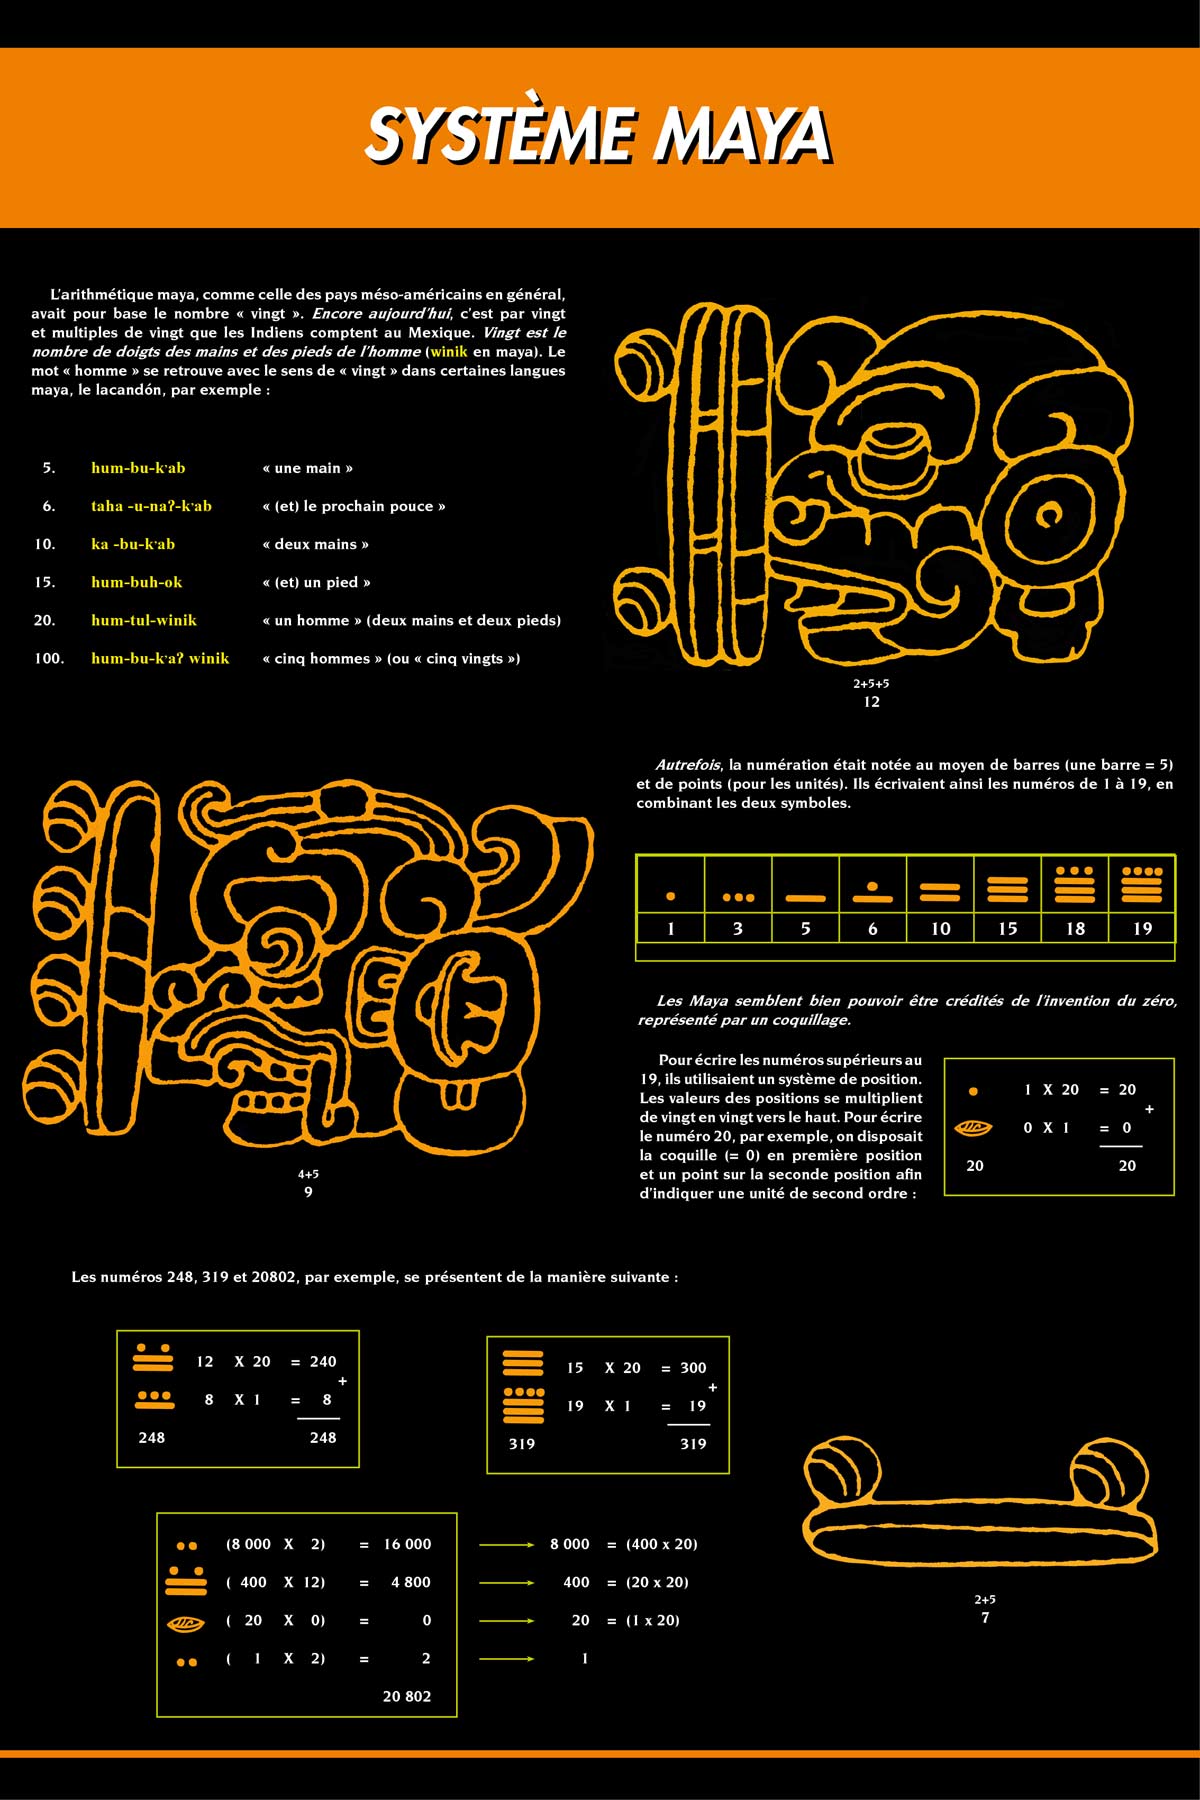 SYSTÈME MAYA
L'arithmétique maya, comme celle des pays méso-américains en général,
avait pour base le nombre « vingt ». Encore aujourd'hui, c'est par vingt
et multiples de vingt que les Indiens comptent au Mexique. Vingt est le
nombre de doigts des mains et des pieds de l'homme (winik en maya). Le
mot « homme » se retrouve avec le sens de « vingt » dans certaines langues
maya, le lacandón, par exemple :
5. hum-bu-k'ab « une main »
6. taha -u-naʔ-k'ab « (et) le prochain pouce »
10. ka -bu-k'ab « deux mains »
15. hum-buh-ok « (et) un pied »
20. hum-tul-winik « un homme » (deux mains et deux pieds)
100. hum-bu-k'aʔ winik « cinq hommes » (ou « cinq vingts »)
2+5+5
12
4+5
9
Autrefois, la numération était notée au moyen de barres (une barre = 5)
et de points (pour les unités). Ils écrivaient ainsi les numéros de 1 à 19, en
combinant les deux symboles.
1 3 5 6 10 15 18 19
Les Maya semblent bien pouvoir être crédités de l'invention du zéro,
représenté par un coquillage.
Pour écrire les numéros supérieurs au
19, ils utilisaient un système de position.
Les valeurs des positions se multiplient
de vingt en vingt vers le haut. Pour écrire
le numéro 20, par exemple, on disposait
la coquille (= 0) en première position
et un point sur la seconde position afin
d'indiquer une unité de second ordre :
1 X 20 = 20
+
0 X 1 = 0
20 20
Les numéros 248, 319 et 20802, par exemple, se présentent de la manière suivante :
12 X 20 = 240
+
8 X 1 = 8
248 248
15 X 20 = 300
+
19 X 1 = 19
319 319
(8 000 X 2) = 16 000 8 000 = (400 x 20)
( 400 X 12) = 4 800 400 = (20 x 20)
( 20 X 0) = 0 20 = (1 x 20)
( 1 X 2) = 2 1
20 802
2+5
7